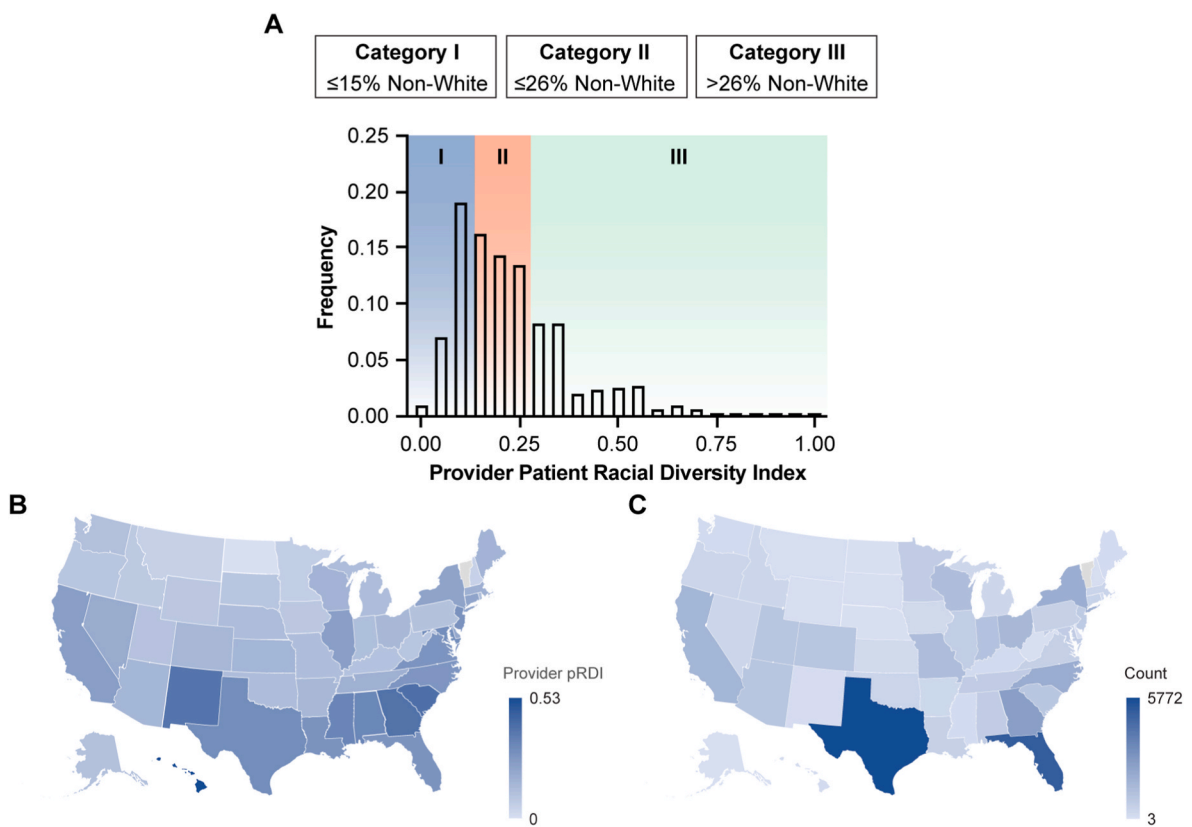 A
Category I
≤15% Non-White
Category II
≤26% Non-White
Category III
>26% Non-White
0.25
0.20
0.15
0.10
0.05
0.00
Frequency
I
II
III
0.00
0.25
0.50
0.75
1.00
Provider Patient Racial Diversity Index
B
Provider pRDI
0.53
0
C
Count
5772
3